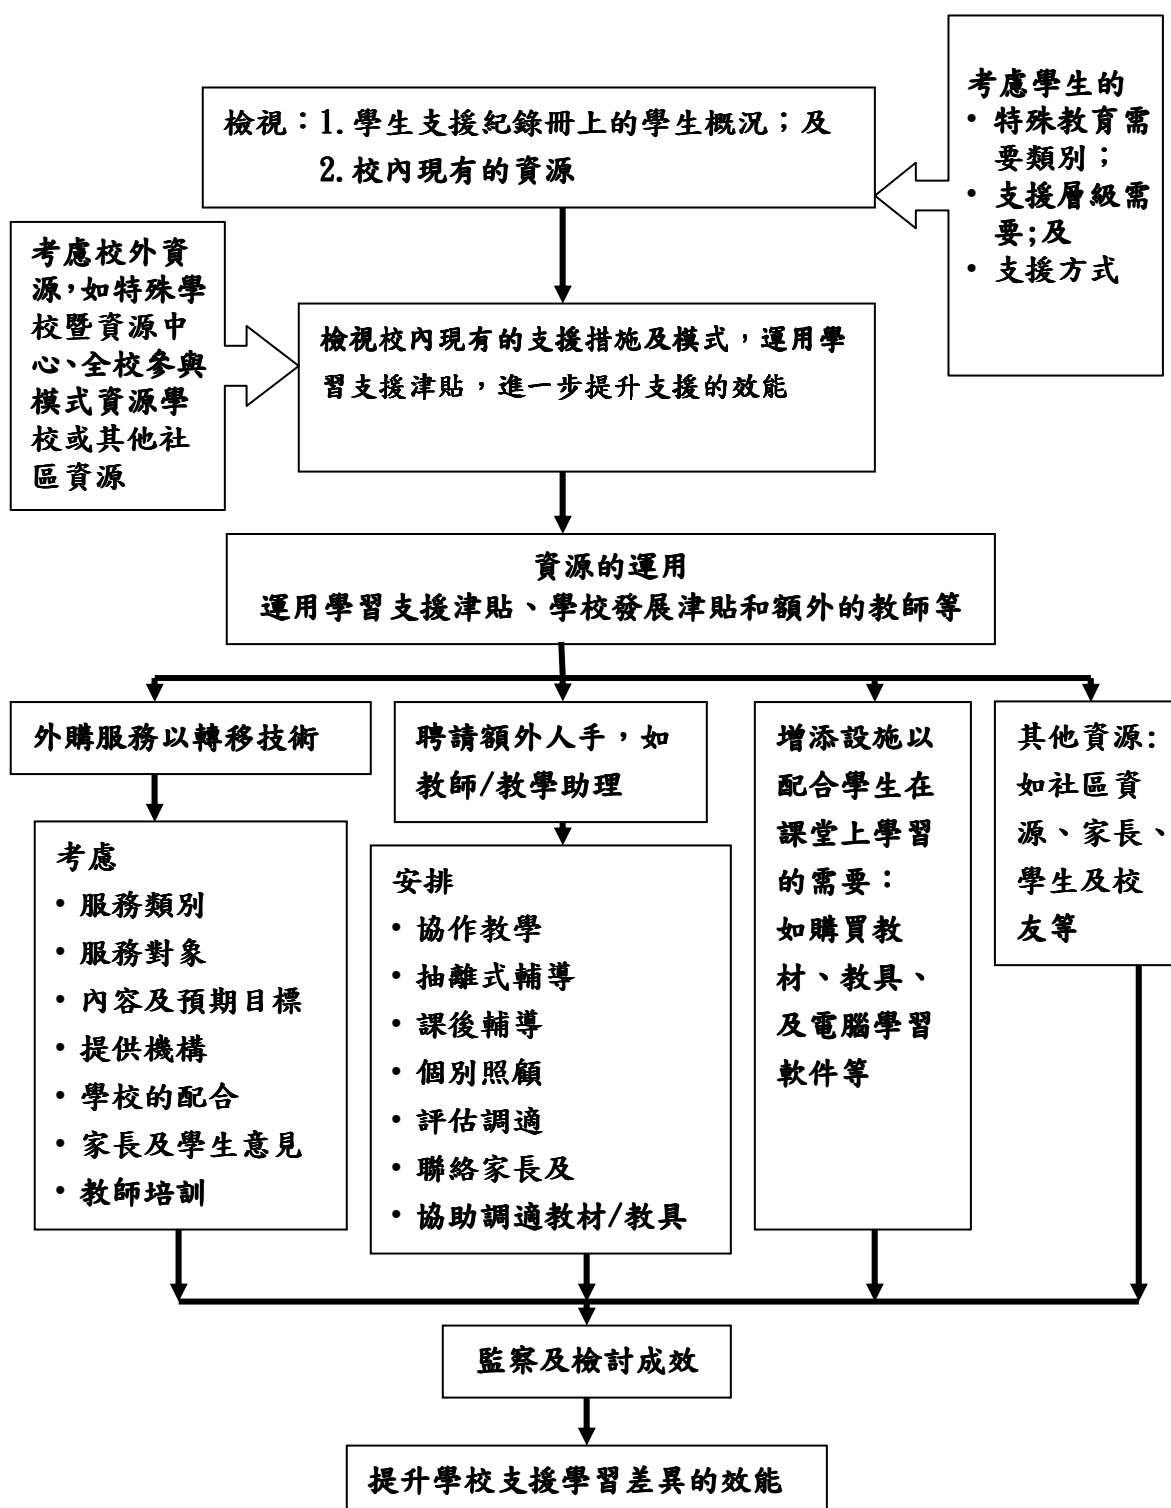 檢視：1.學生支援紀錄冊上的學生概況；及
2.校內現有的資源
考慮學生的
• 特殊教育需
要類別；
• 支援層級需
要;及
• 支援方式
考慮校外資
源，如特殊學
校暨資源中
心、全校參與
模式資源學
校或其他社
區資源
檢視校內現有的支援措施及模式，運用學
習支援津貼，進一步提升支援的效能
資源的運用
運用學習支援津貼、學校發展津貼和額外的教師等
外購服務以轉移技術
考慮
• 服務類別
• 服務對象
• 內容及預期目標
• 提供機構
• 學校的配合
• 家長及學生意見
• 教師培訓
聘請額外人手，如
教師/教學助理
安排
• 協作教學
• 抽離式輔導
• 課後輔導
• 個別照顧
• 評估調適
• 聯絡家長及
• 協助調適教材/教具
增添設施以
配合學生在
課堂上學習
的需要：
如購買教
材、教具、
及電腦學習
軟件等
其他資源:
如社區資
源、家長、
學生及校
友等
監察及檢討成效
提升學校支援學習差異的效能